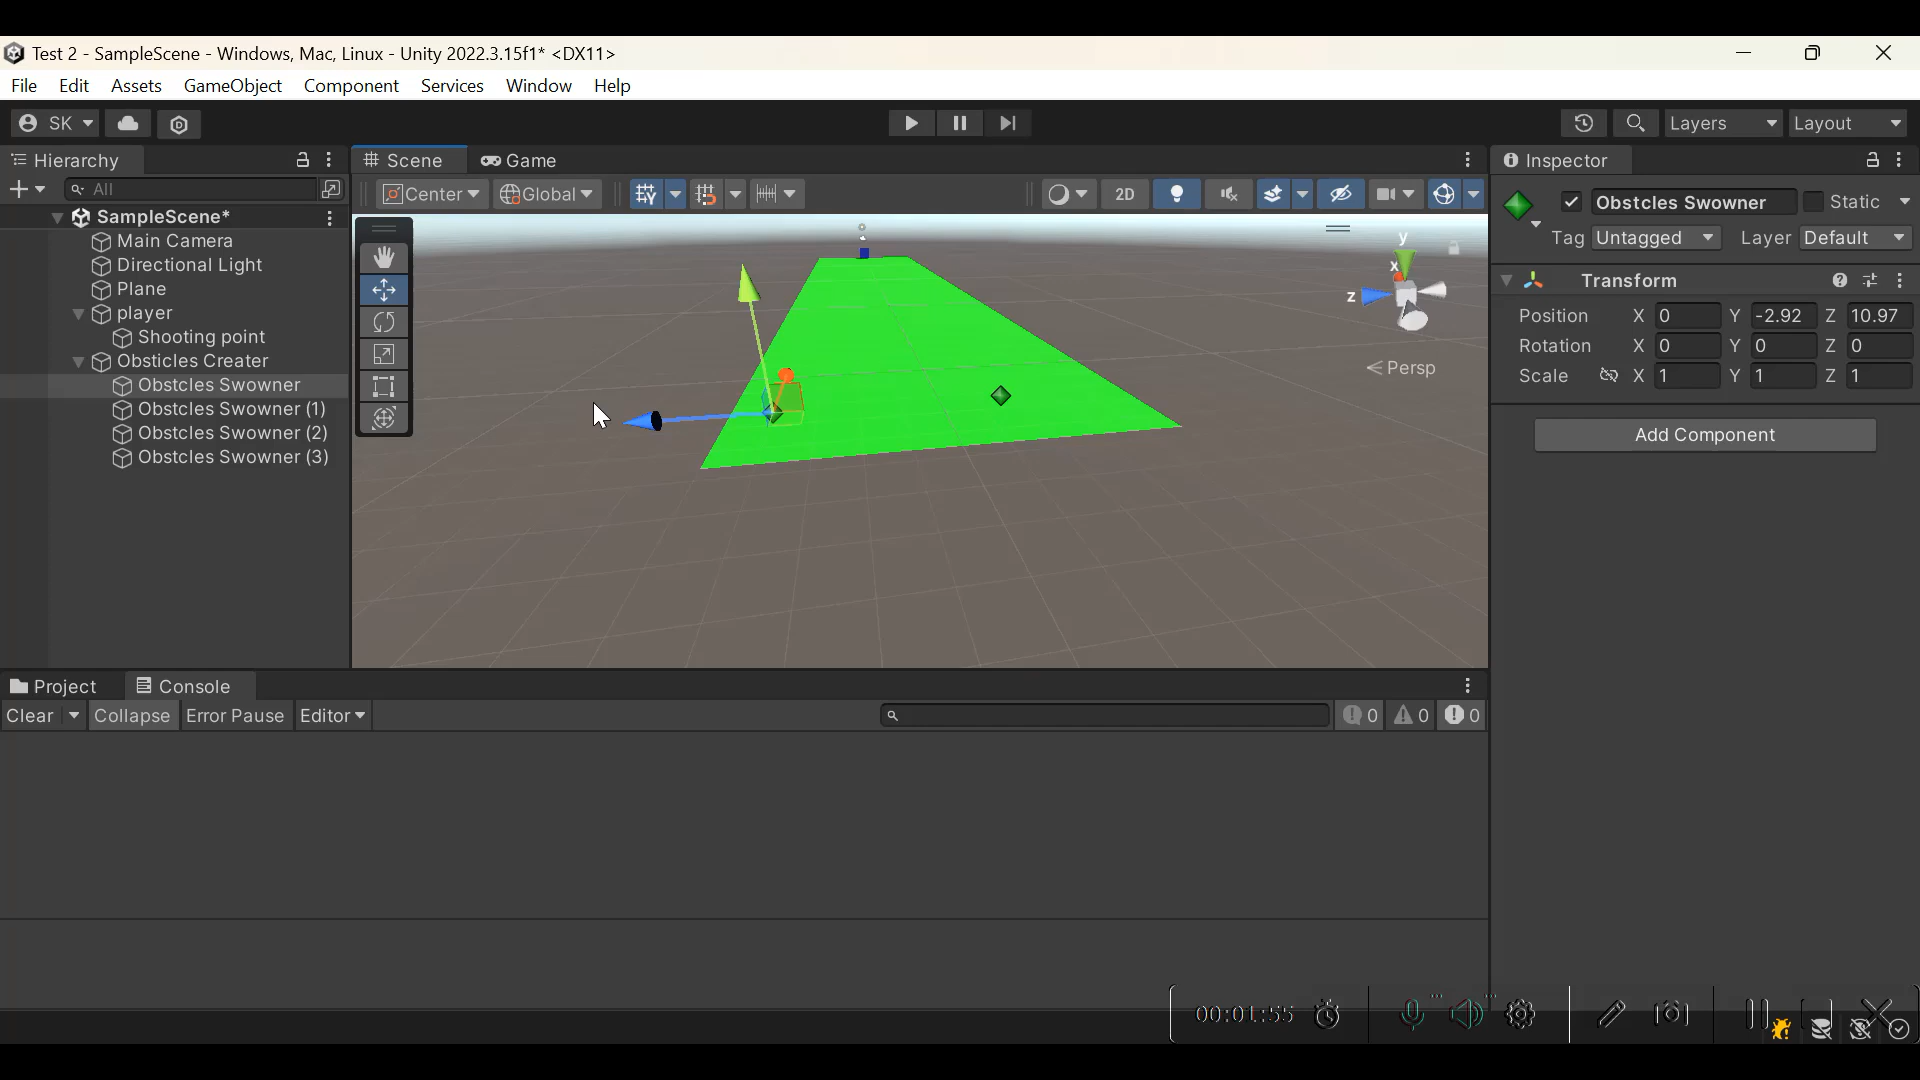 Test 2 - SampleScene - Windows, Mac, Linux - Unity 2022.3.15f1* <DX11>
File Edit Assets GameObject Component Services Window Help
SK Layers Layout
Hierarchy Scene Game Inspector
All Center Global 2D Obstcles Swowner Static
SampleScene*
Tag Untagged Layer Default
Main Camera
Directional Light
Plane
player
Shooting point
Obsticles Creater
Obstcles Swowner
Obstcles Swowner (1)
Obstcles Swowner (2)
Obstcles Swowner (3)
y
x
z
Persp
Transform
Position X 0 Y -2.92 Z 10.97
Rotation X 0 Y 0 Z 0
Scale X 1 Y 1 Z 1
Add Component
Project Console
Clear Collapse Error Pause Editor 0 0 0
00:01:55